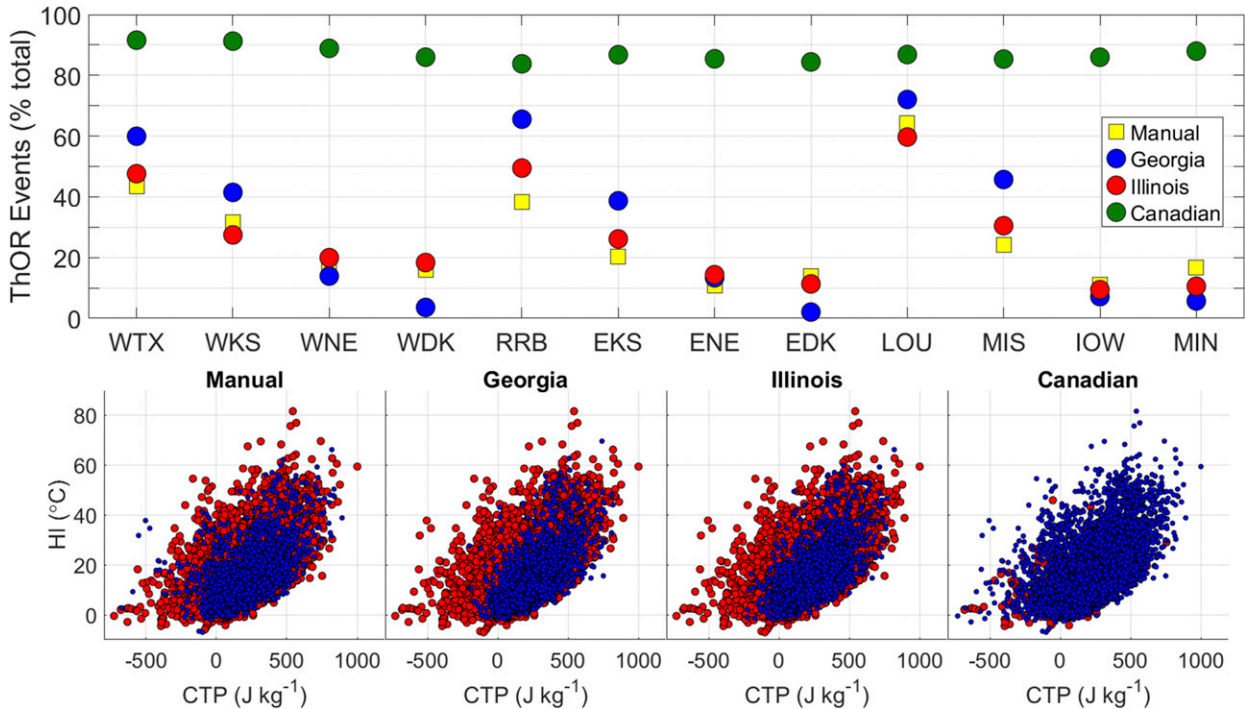 ThOR Events (% total)
100
80
60
40
20
0
Manual
Georgia
Illinois
Canadian
WTX WKS WNE WDK RRB EKS ENE EDK LOU MIS IOW MIN
Manual Georgia Illinois Canadian
HI (°C)
80
60
40
20
0
-500 0 500 1000 -500 0 500 1000 -500 0 500 1000 -500 0 500 1000
CTP (J kg⁻¹) CTP (J kg⁻¹) CTP (J kg⁻¹) CTP (J kg⁻¹)